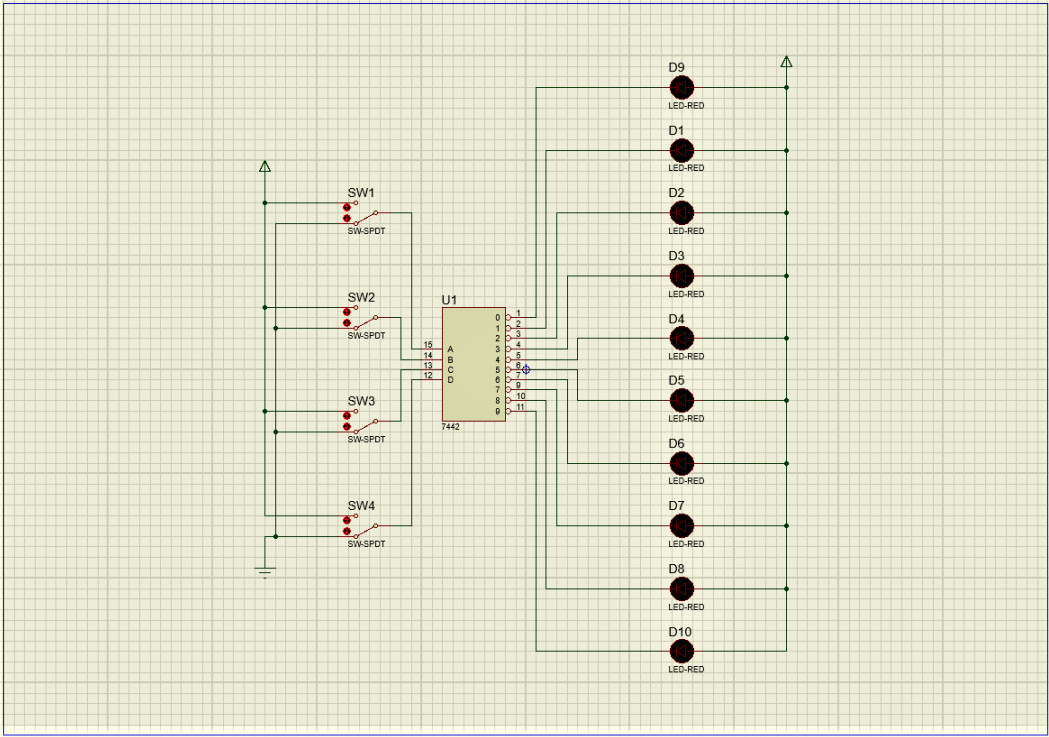 D9
LED-RED
D1
LED-RED
D2
LED-RED
D3
LED-RED
D4
LED-RED
D5
LED-RED
D6
LED-RED
D7
LED-RED
D8
LED-RED
D10
LED-RED
SW1
SW-SPDT
SW2
SW-SPDT
SW3
SW-SPDT
SW4
SW-SPDT
U1
15 A
14 B
13 C
12 D
0 1
1 2
2 3
3 4
4 5
5 6
6 7
7 9
8 10
9 11
7442